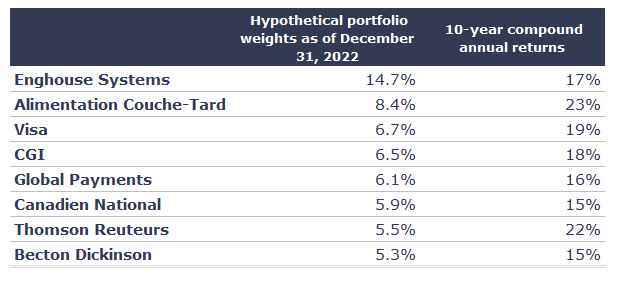 Hypothetical portfolio
weights as of December
31, 2022
10-year compound
annual returns
Enghouse Systems 14.7% 17%
Alimentation Couche-Tard 8.4% 23%
Visa 6.7% 19%
CGI 6.5% 18%
Global Payments 6.1% 16%
Canadien National 5.9% 15%
Thomson Reuteurs 5.5% 22%
Becton Dickinson 5.3% 15%